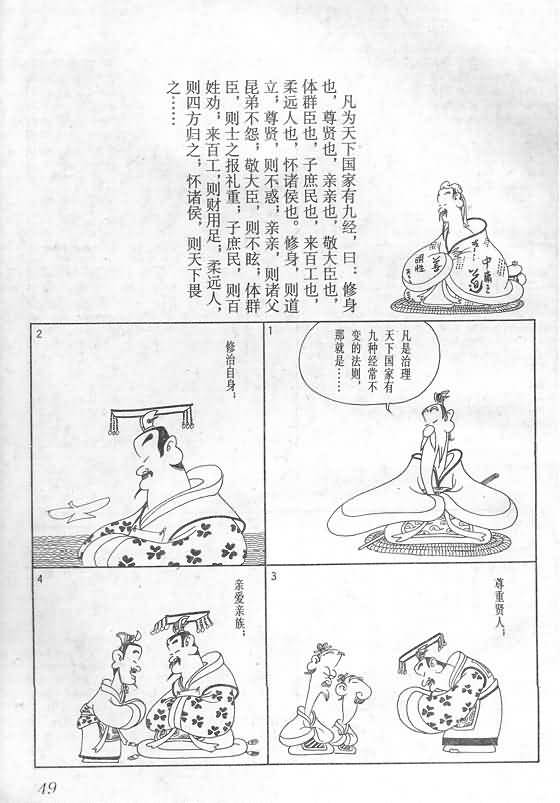 凡为天下国家有九经，曰：修身
也，尊贤也，亲亲也，敬大臣也，
体群臣也，子庶民也，来百工也，
柔远人也，怀诸侯也。修身，则道
立，尊贤，则不惑；亲亲，则诸父
昆弟不怨，敬大臣，则不眩；体群
臣，则士之报礼重；子庶民，则百
姓劝，来百工，则财用足，柔远人，
则四方归之，怀诸侯，则天下畏
之……
中庸之
道
善
明性
1
凡是治理
天下国家有
九种经常不
变的法则，
那就是……
2
修治自身；
3
尊重贤人；
4
亲爱亲族；
49